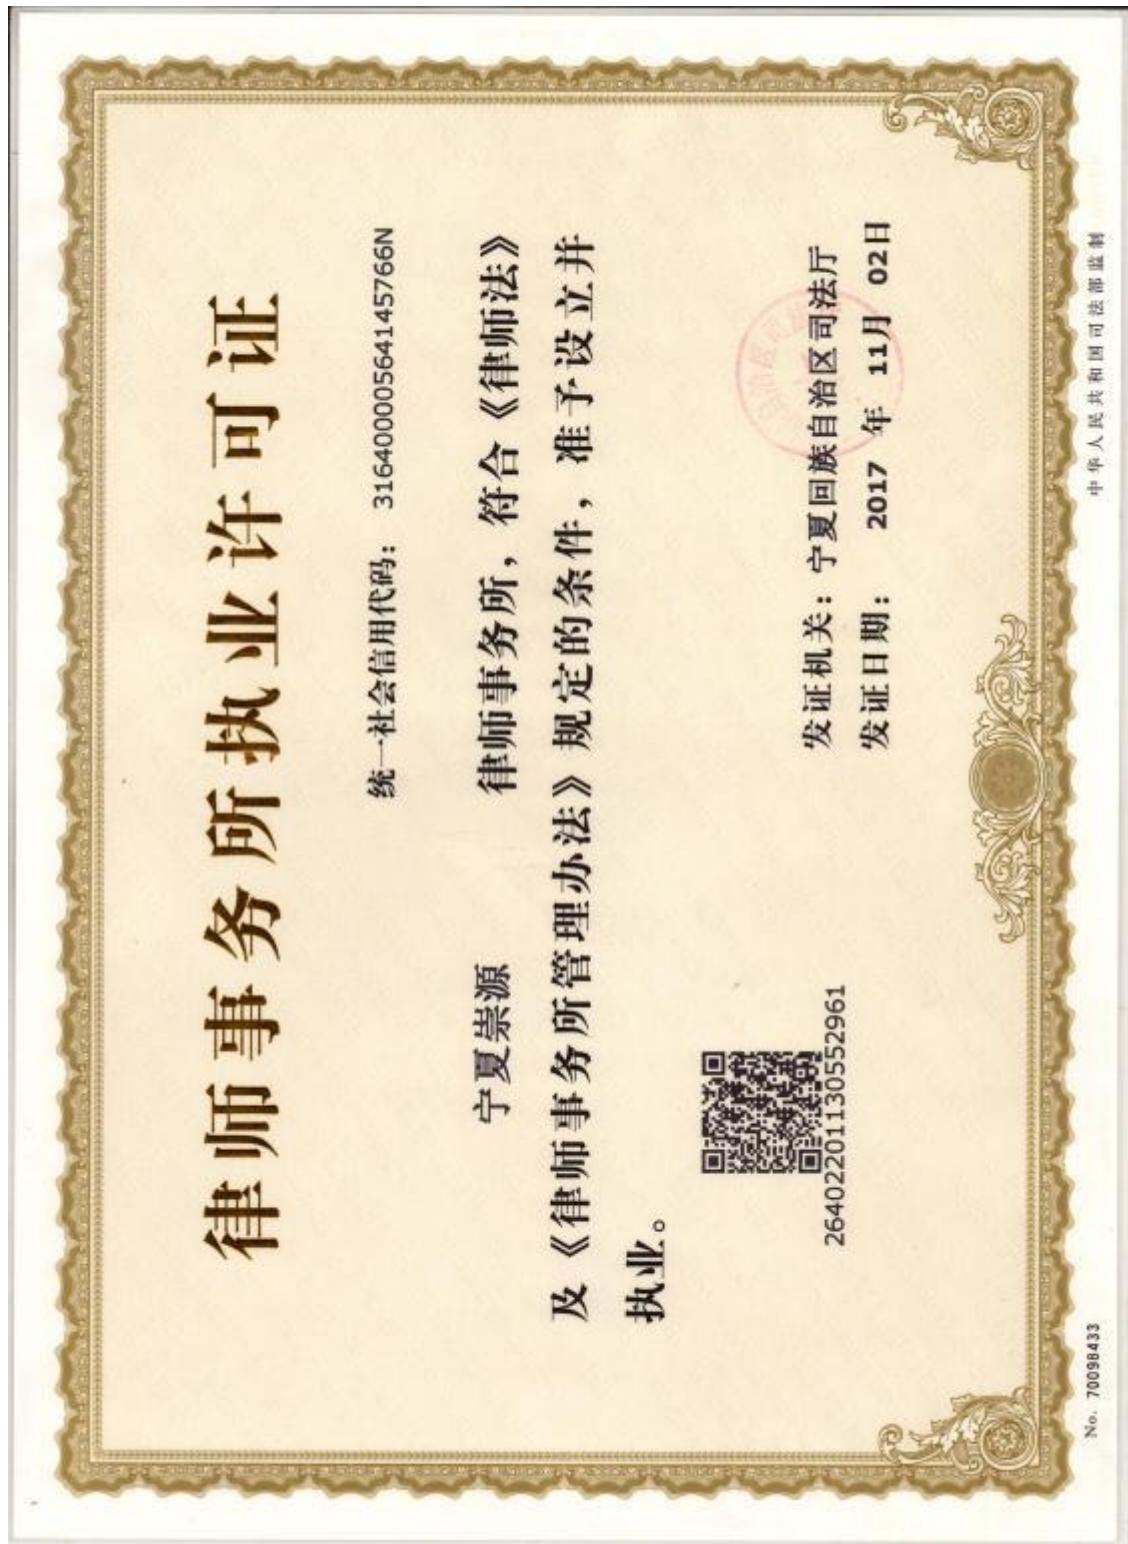 律师事务所执业许可证
统一社会信用代码： 31640000564145766N
宁夏崇源 律师事务所，符合《律师法》
及《律师事务所管理办法》规定的条件，准予设立并
执业。
发证机关：宁夏回族自治区司法厅
发证日期： 2017 年 11月 02日
26402201130552961
No. 70098433
中华人民共和国司法部监制